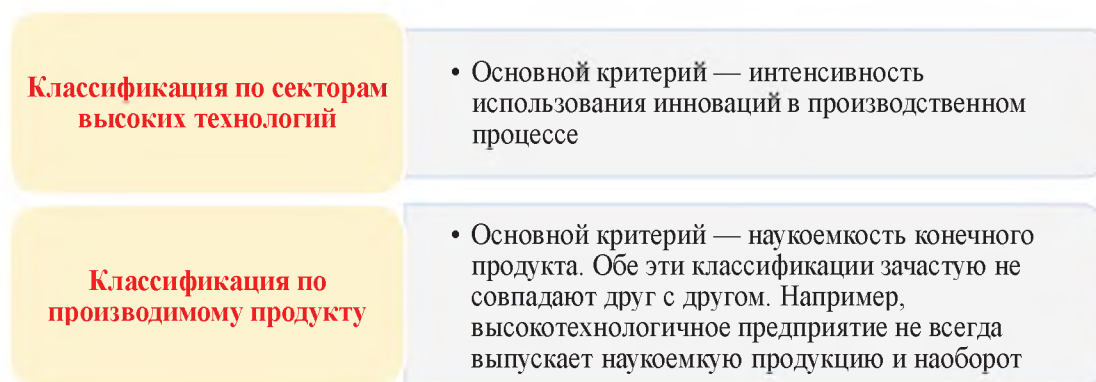 Классификация по секторам
высоких технологий
• Основной критерий — интенсивность
использования инноваций в производственном
процессе
Классификация по
производимому продукту
• Основной критерий — наукоемкость конечного
продукта. Обе эти классификации зачастую не
совпадают друг с другом. Например,
высокотехнологичное предприятие не всегда
выпускает наукоемкую продукцию и наоборот